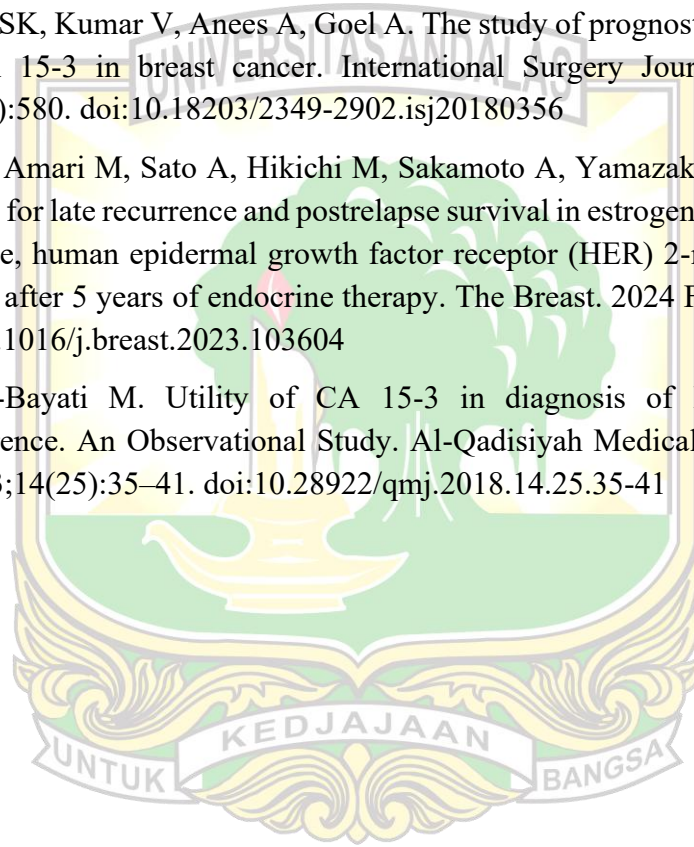 SK, Kumar V, Anees A, Goel A. The study of prognost
15-3 in breast cancer. International Surgery Jour
):580. doi:10.18203/2349-2902.isj20180356
Amari M, Sato A, Hikichi M, Sakamoto A, Yamazak
for late recurrence and postrelapse survival in estrogen
e, human epidermal growth factor receptor (HER) 2-
after 5 years of endocrine therapy. The Breast. 2024
1016/j.breast.2023.103604
-Bayati M. Utility of CA 15-3 in diagnosis of
ence. An Observational Study. Al-Qadisiyah Medical
;14(25):35–41. doi:10.28922/qmj.2018.14.25.35-41
UNIVERSITAS ANDALAS
UNTUK KEDJAJAAN BANGSA